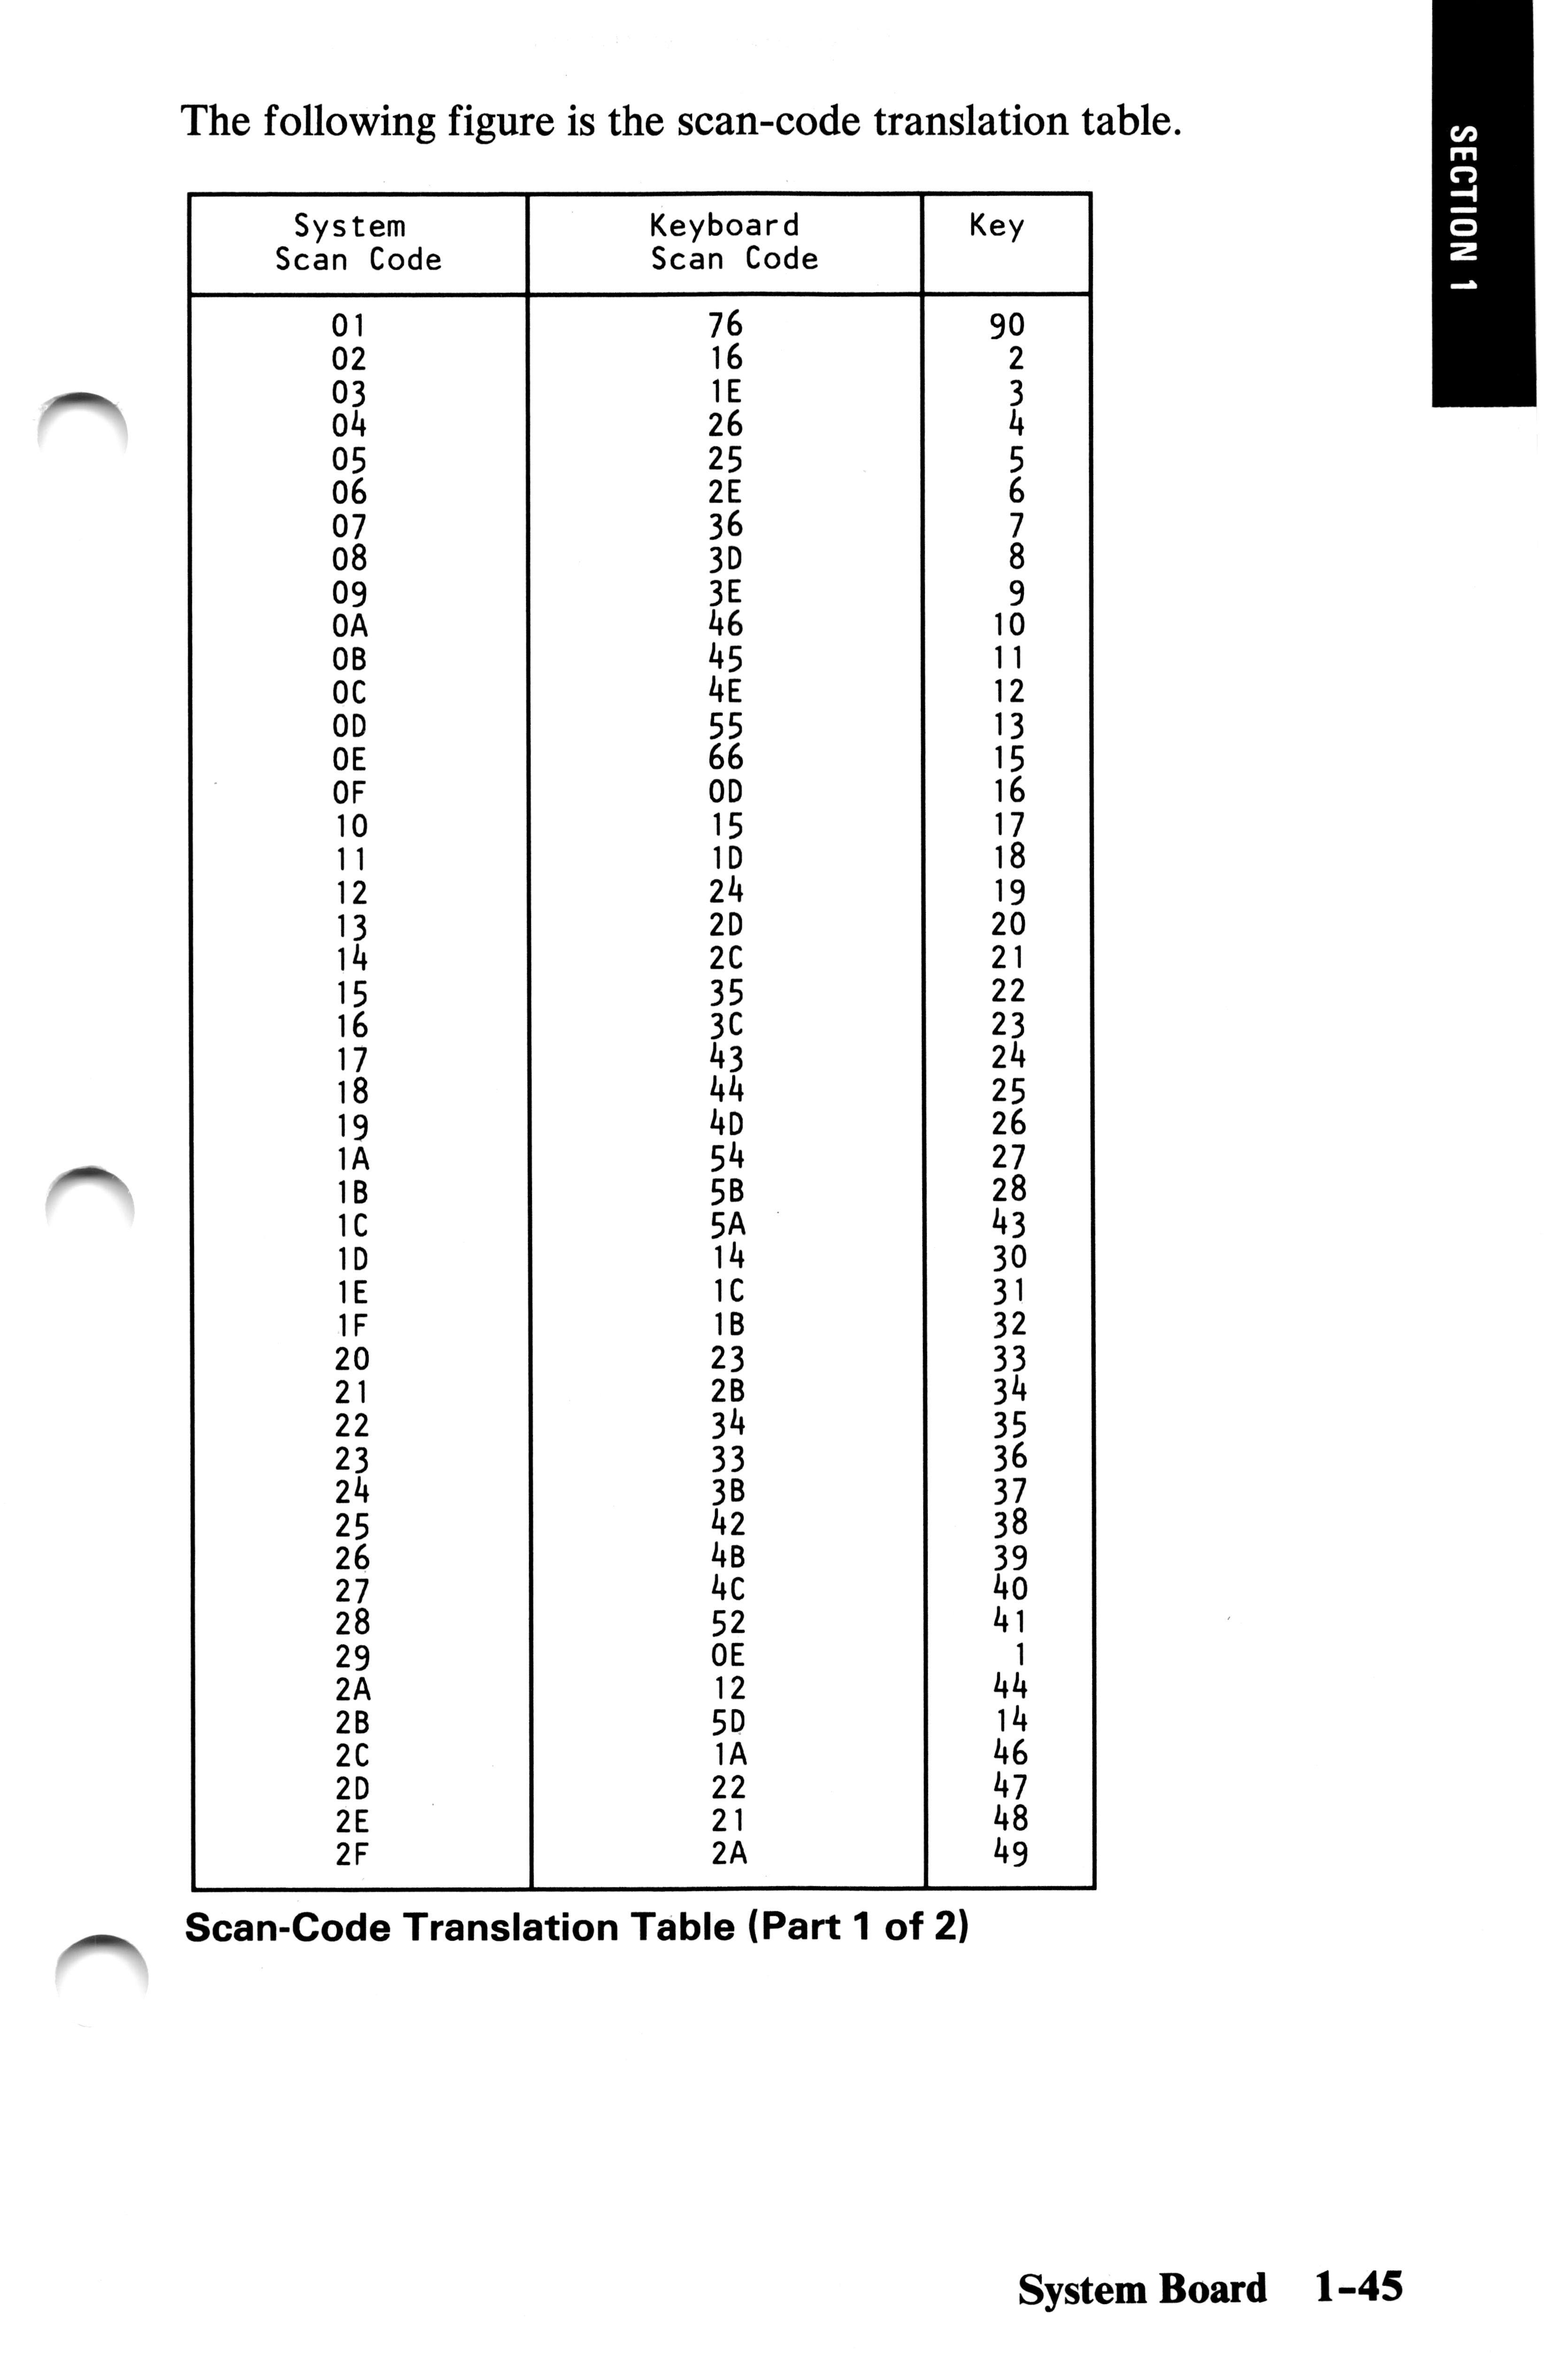 SECTION 1
The following figure is the scan-code translation table.
System Scan Code Keyboard Scan Code Key
01 76 90
02 16 2
03 1E 3
04 26 4
05 25 5
06 2E 6
07 36 7
08 3D 8
09 3E 9
0A 46 10
0B 45 11
0C 4E 12
0D 55 13
0E 66 15
0F 0D 16
10 15 17
11 1D 18
12 24 19
13 2D 20
14 2C 21
15 35 22
16 3C 23
17 43 24
18 44 25
19 4D 26
1A 54 27
1B 5B 28
1C 5A 43
1D 14 30
1E 1C 31
1F 1B 32
20 23 33
21 2B 34
22 34 35
23 33 36
24 3B 37
25 42 38
26 4B 39
27 4C 40
28 52 41
29 0E 1
2A 12 44
2B 5D 14
2C 1A 46
2D 22 47
2E 21 48
2F 2A 49
Scan-Code Translation Table (Part 1 of 2)
System Board 1-45